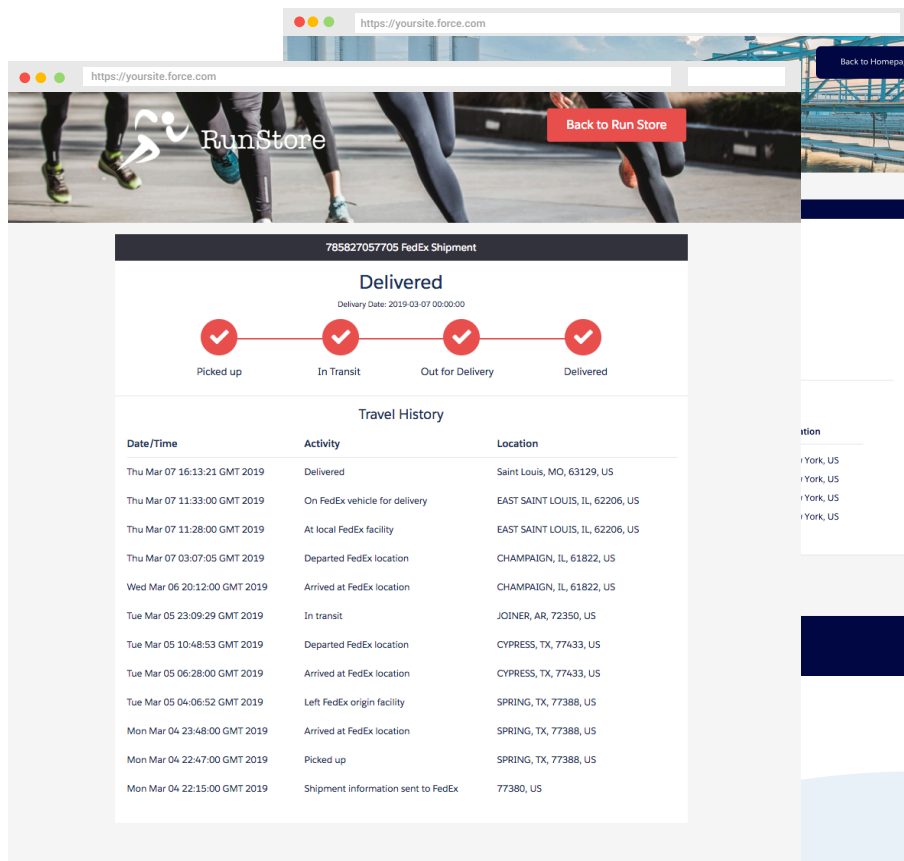 https://yoursite.force.com
Back to
https://yoursite.force.com
RunStore
Back to Run Store
785827057705 FedEx Shipment
Delivered
Delivary Date: 2019-03-07 00:00:00
Picked up In Transit Out for Delivery Delivered
Travel History
Date/Time Activity Location
Thu Mar 07 16:13:21 GMT 2019 Delivered Saint Louis, MO, 63129, US
Thu Mar 07 11:33:00 GMT 2019 On FedEx vehicle for delivery EAST SAINT LOUIS, IL, 62206, US
Thu Mar 07 11:28:00 GMT 2019 At local FedEx facility EAST SAINT LOUIS, IL, 62206, US
Thu Mar 07 03:07:05 GMT 2019 Departed FedEx location CHAMPAIGN, IL, 61822, US
Wed Mar 06 20:12:00 GMT 2019 Arrived at FedEx location CHAMPAIGN, IL, 61822, US
Tue Mar 05 23:09:29 GMT 2019 In transit JOINER, AR, 72350, US
Tue Mar 05 10:48:53 GMT 2019 Departed FedEx location CYPRESS, TX, 77433, US
Tue Mar 05 06:28:00 GMT 2019 Arrived at FedEx location CYPRESS, TX, 77433, US
Tue Mar 05 04:06:52 GMT 2019 Left FedEx origin facility SPRING, TX, 77388, US
Mon Mar 04 23:48:00 GMT 2019 Arrived at FedEx location SPRING, TX, 77388, US
Mon Mar 04 22:47:00 GMT 2019 Picked up SPRING, TX, 77388, US
Mon Mar 04 22:15:00 GMT 2019 Shipment information sent to FedEx 77380, US
York, US
York, US
York, US
York, US